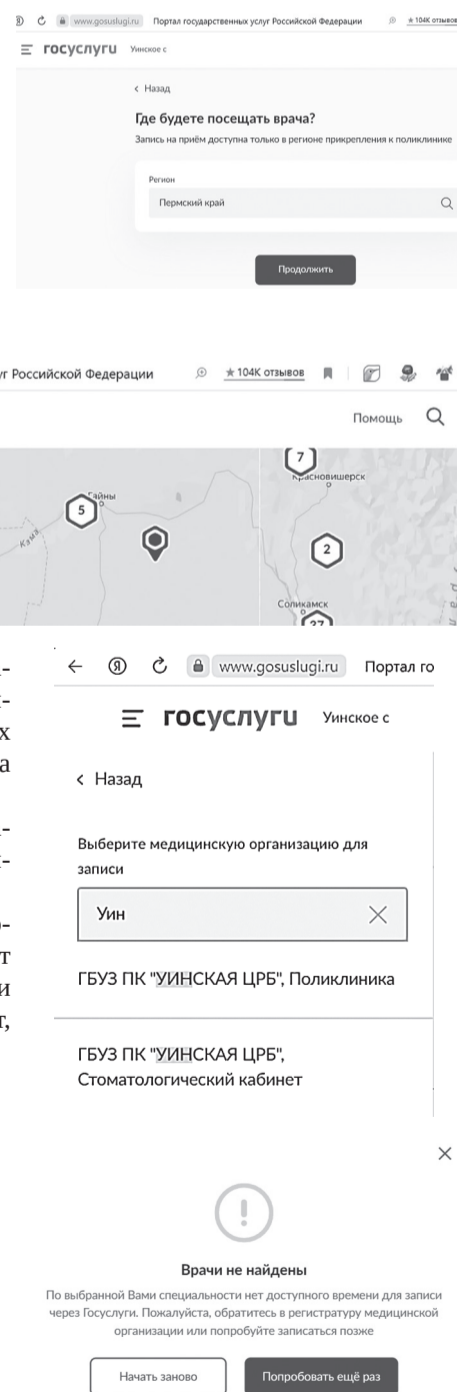 www.gosuslugi.ru Портал государственных услуг Российской Федерации ★ 104K отзывов
госуслуги Уинское с
< Назад
Где будете посещать врача?
Запись на приём доступна только в регионе прикрепления к поликлинике
Регион
Пермский край
Продолжить
уг Российской Федерации ★ 104K отзывов
Помощь
7
Красновишерск
5 Гайны
2
Соликамск
27
← Я www.gosuslugi.ru Портал го
госуслуги Уинское с
х
< Назад
а
Выберите медицинскую организацию для
записи
Уин
т
ГБУЗ ПК "УИНСКАЯ ЦРБ", Поликлиника
и
т,
ГБУЗ ПК "УИНСКАЯ ЦРБ",
Стоматологический кабинет
Врачи не найдены
По выбранной Вами специальности нет доступного времени для записи
через Госуслуги. Пожалуйста, обратитесь в регистратуру медицинской
организации или попробуйте записаться позже
Начать заново Попробовать ещё раз